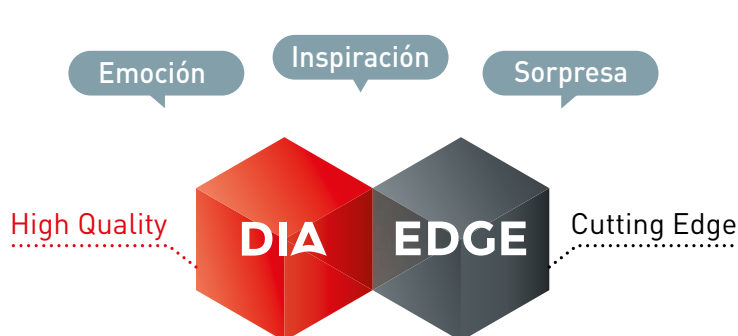 Emoción
Inspiración
Sorpresa
High Quality
DIA EDGE
Cutting Edge